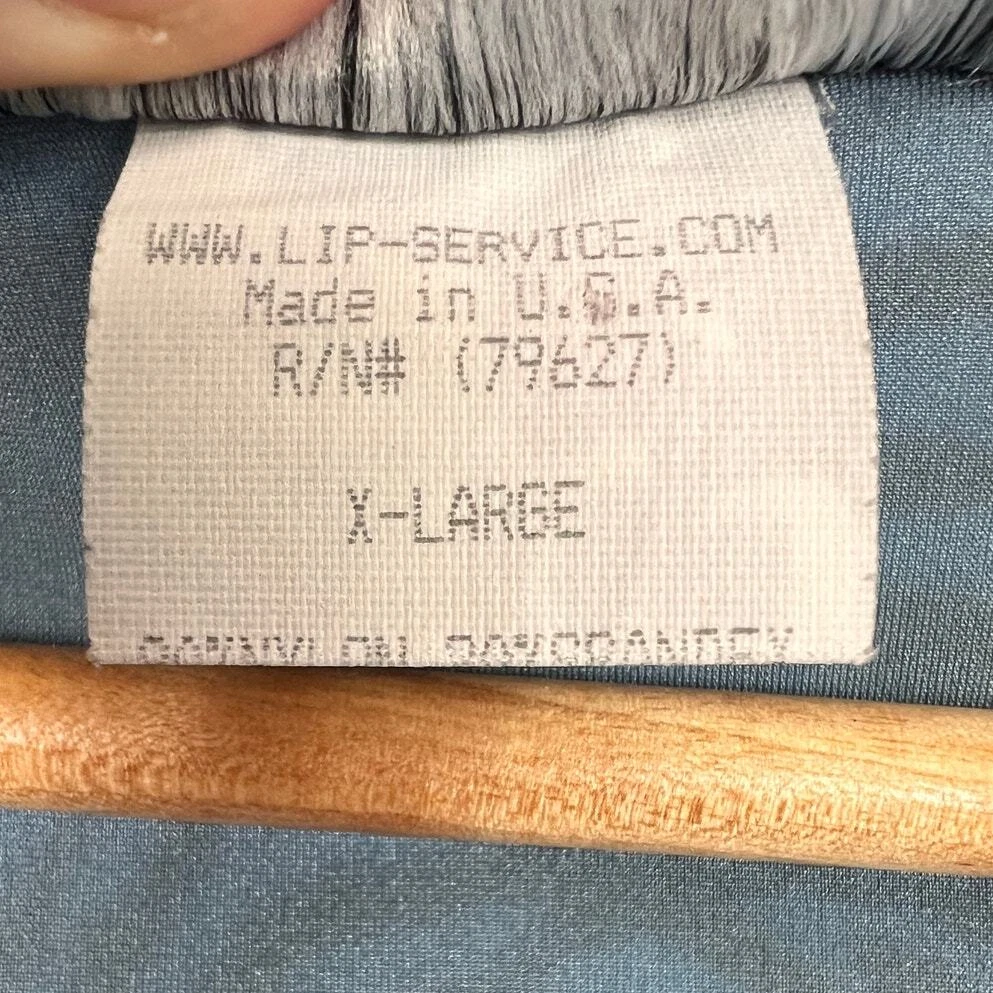 WWW.LIP-SERVICE.COM
Made in U.S.A.
R/N# (79627)
X-LARGE